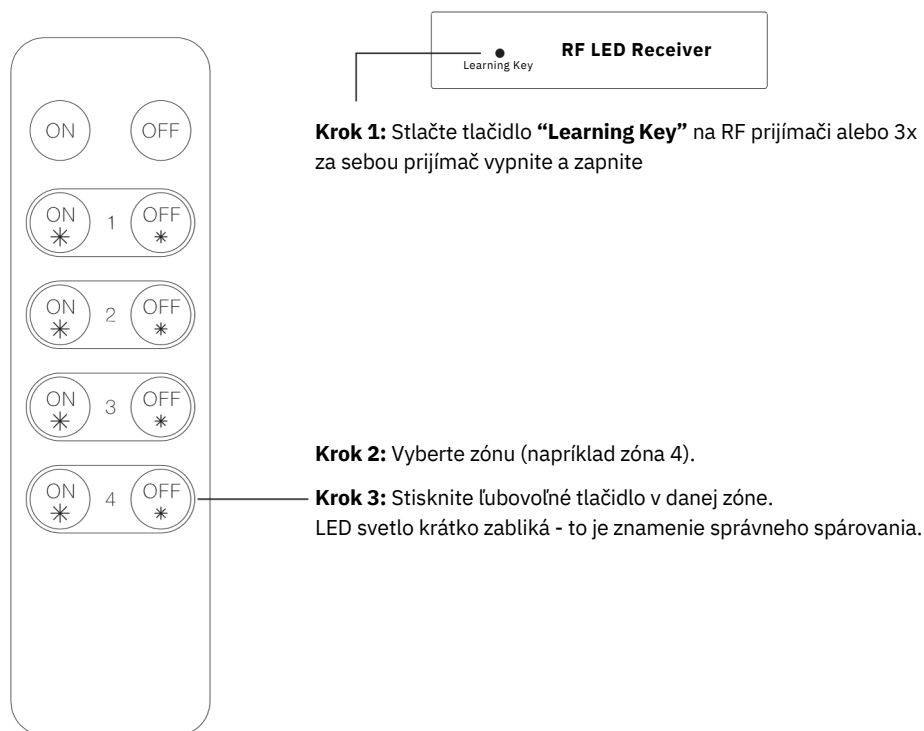 RF LED Receiver
Learning Key
ON OFF
Krok 1: Stlačte tlačidlo “Learning Key” na RF prijímači alebo 3x
za sebou prijímač vypnite a zapnite
ON 1 OFF
ON 2 OFF
ON 3 OFF
Krok 2: Vyberte zónu (napríklad zóna 4).
ON 4 OFF
Krok 3: Stisknite ľubovoľné tlačidlo v danej zóne.
LED svetlo krátko zabliká - to je znamenie správneho spárovania.